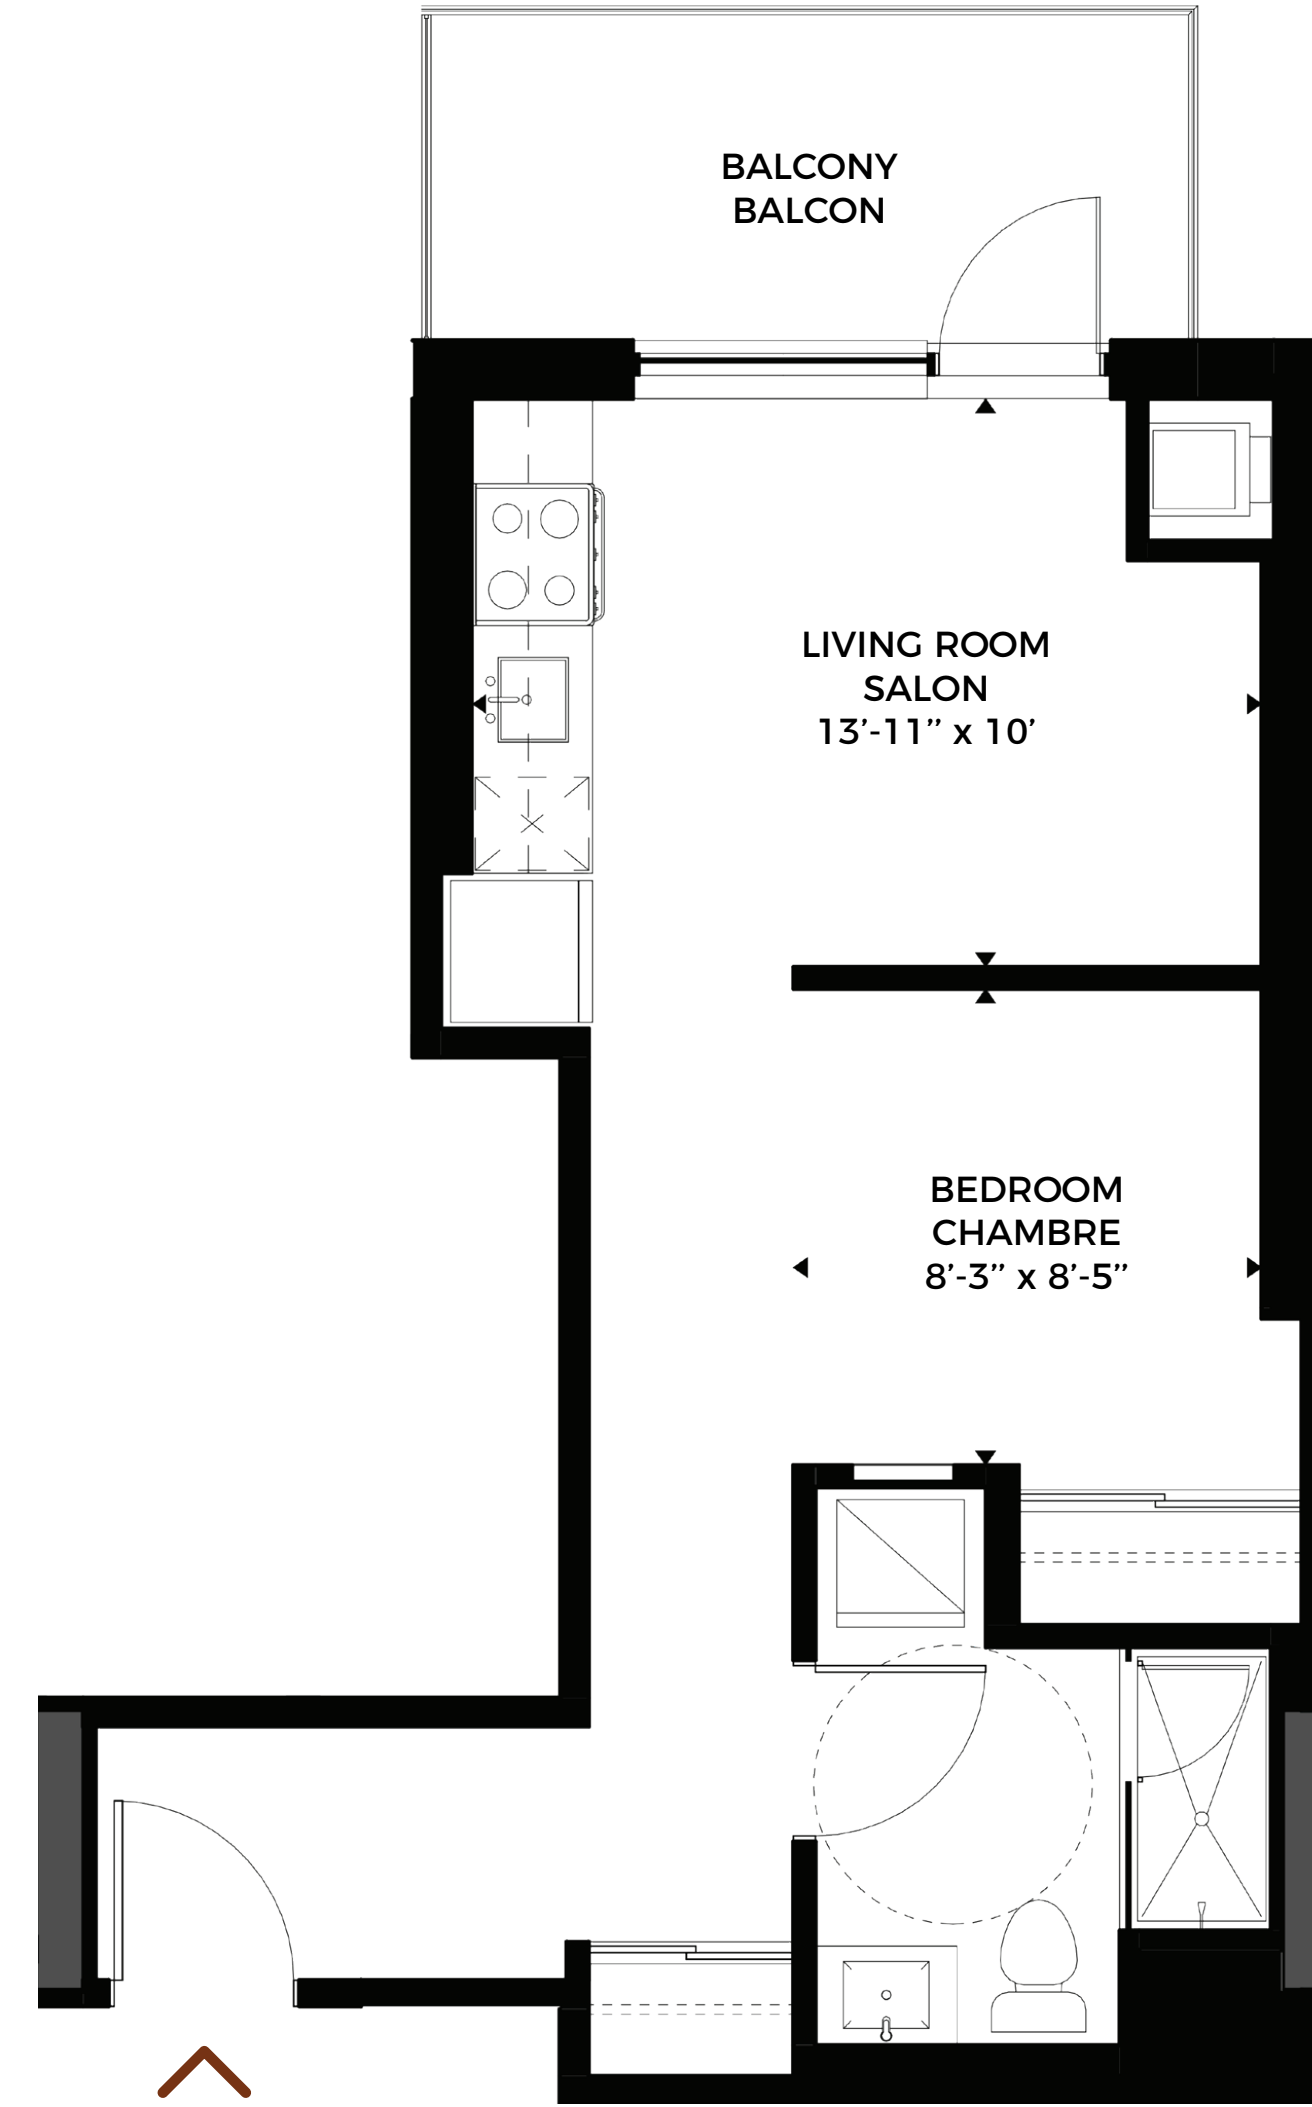 BALCONY
BALCON
LIVING ROOM
SALON
13’-11” x 10’
BEDROOM
CHAMBRE
8’-3” x 8’-5”